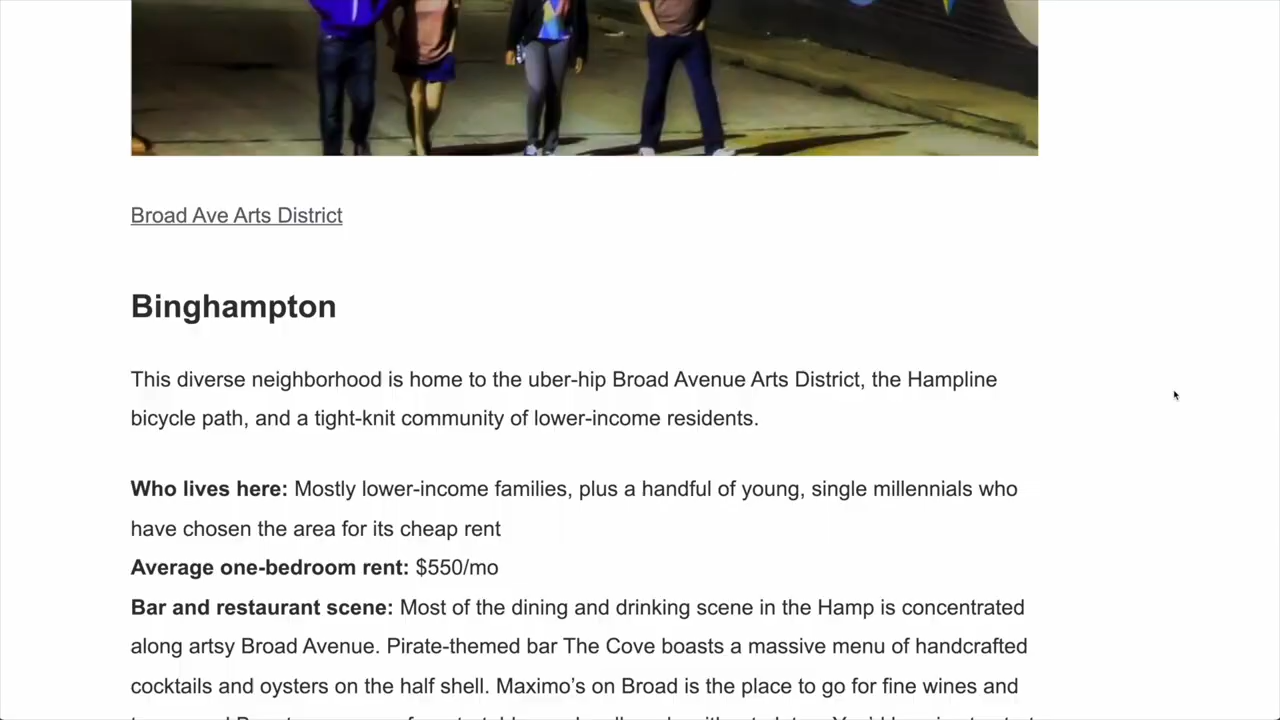 Broad Ave Arts District
Binghampton
This diverse neighborhood is home to the uber-hip Broad Avenue Arts District, the Hampline
bicycle path, and a tight-knit community of lower-income residents.
Who lives here: Mostly lower-income families, plus a handful of young, single millennials who
have chosen the area for its cheap rent
Average one-bedroom rent: $550/mo
Bar and restaurant scene: Most of the dining and drinking scene in the Hamp is concentrated
along artsy Broad Avenue. Pirate-themed bar The Cove boasts a massive menu of handcrafted
cocktails and oysters on the half shell. Maximo’s on Broad is the place to go for fine wines and